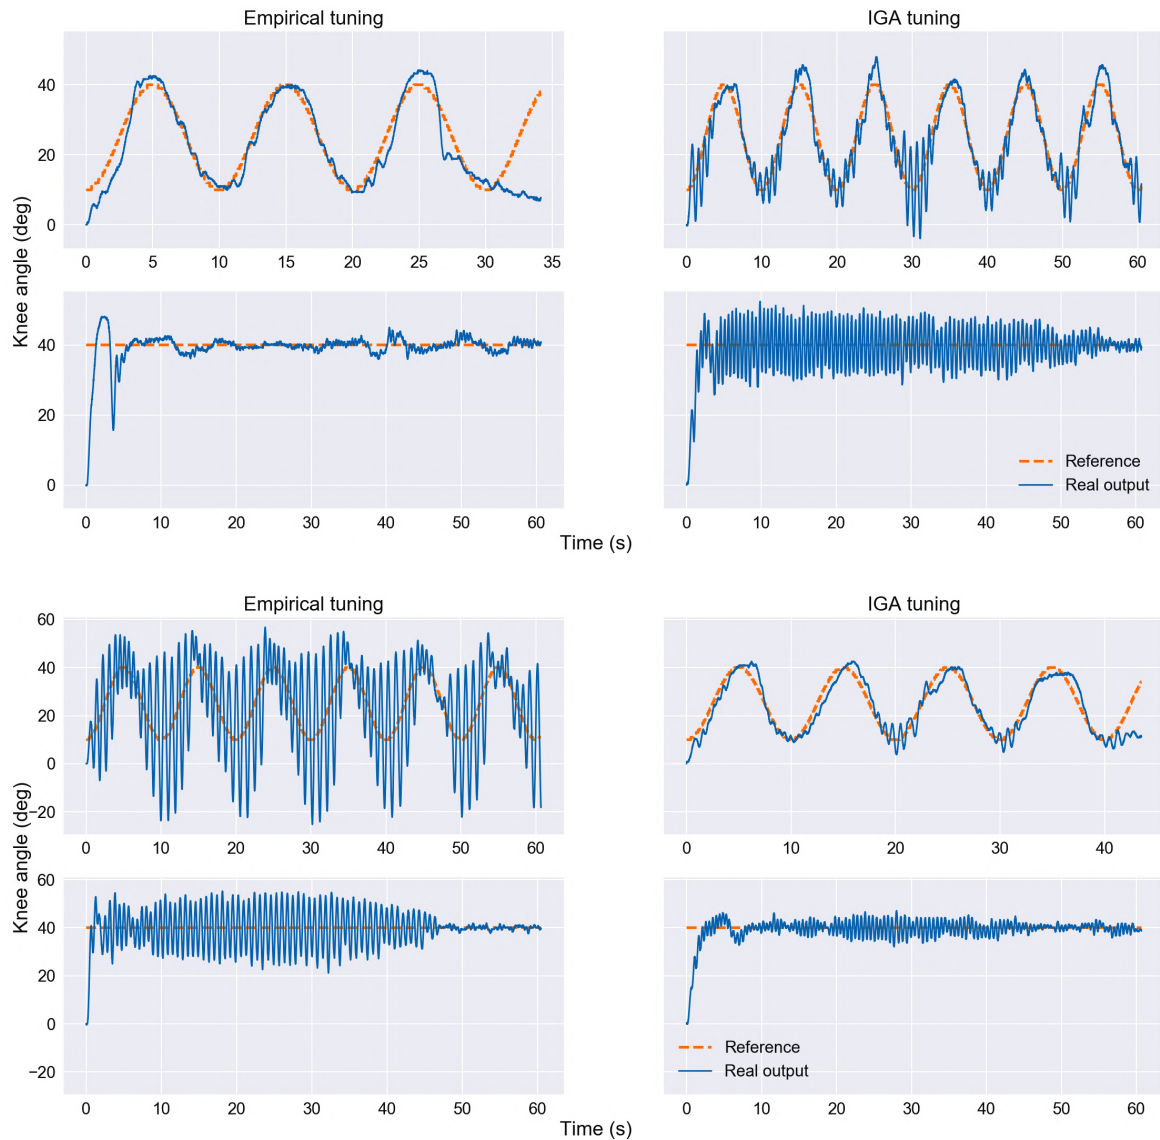 Empirical tuning IGA tuning
40
20
0
0 5 10 15 20 25 30 35
40
20
0
0 10 20 30 40 50 60
0 10 20 30 40 50 60
Reference
Real output
0 10 20 30 40 50 60
Knee angle (deg)
Time (s)
Empirical tuning IGA tuning
60
40
20
0
−20
0 10 20 30 40 50 60
0 10 20 30 40
60
40
20
0
−20
0 10 20 30 40 50 60
Reference
Real output
0 10 20 30 40 50 60
Knee angle (deg)
Time (s)